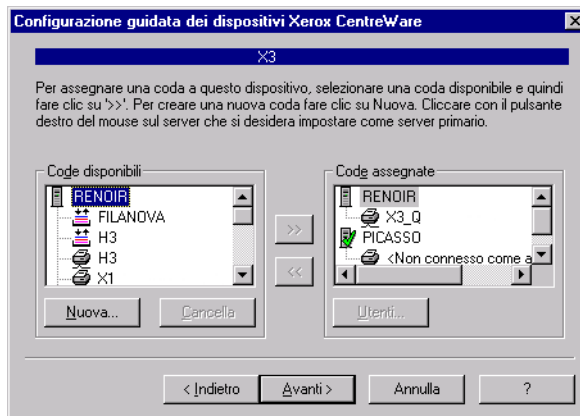 Configurazione guidata dei dispositivi Xerox CentreWare
X3
Per assegnare una coda a questo dispositivo, selezionare una coda disponibile e quindi
fare clic su '>>'. Per creare una nuova coda fare clic su Nuova. Cliccare con il pulsante
destro del mouse sul server che si desidera impostare come server primario.
Code disponibili
RENOIR
FILANOVA
H3
H3
X1
Nuova...
Cancella
>>
<<
Code assegnate
RENOIR
X3_Q
PICASSO
<Non connesso come a
Utenti...
< Indietro
Avanti >
Annulla
?